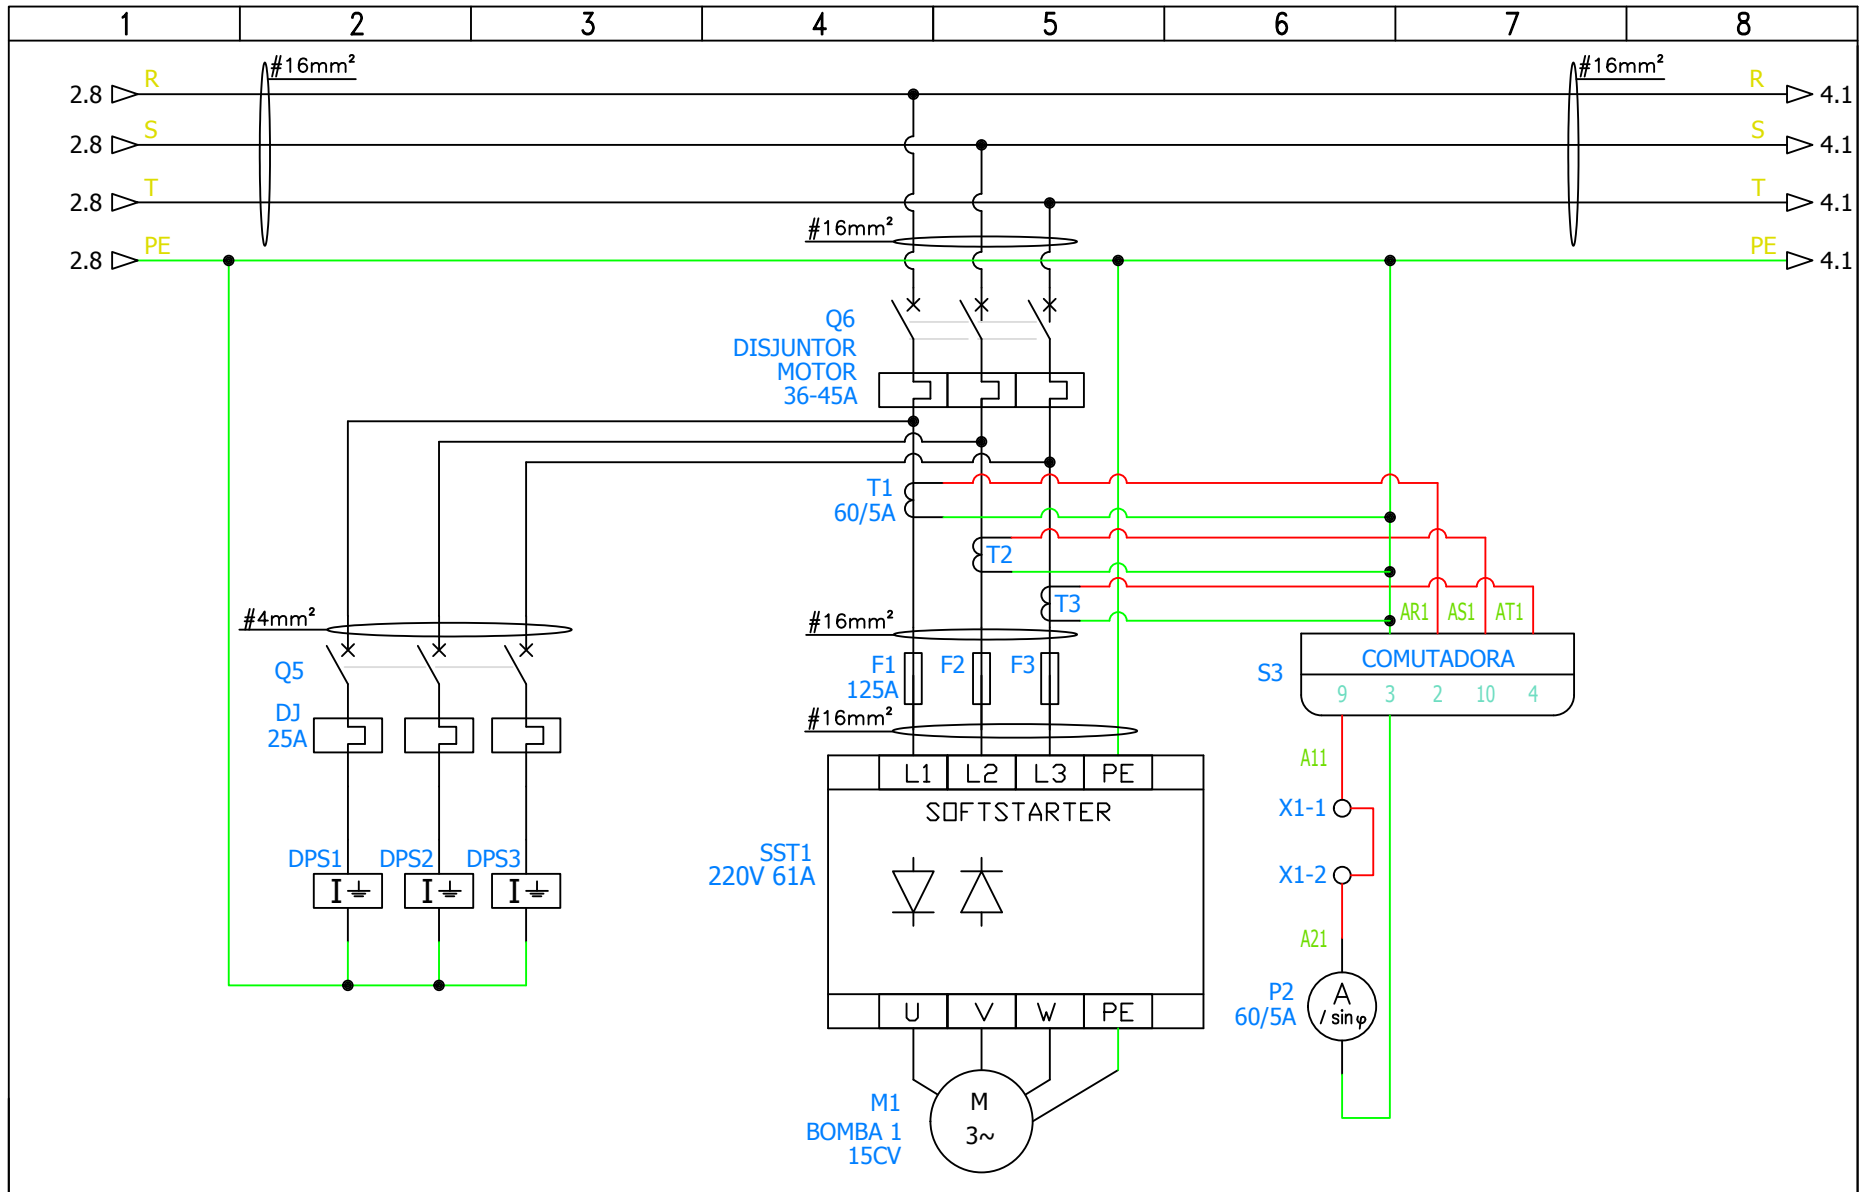 1 2 3 4 5 6 7 8
#16mm² #16mm²
2.8 R R 4.1
2.8 S S 4.1
2.8 T T 4.1
#16mm²
2.8 PE PE 4.1
Q6
DISJUNTOR
MOTOR
36-45A
T1
60/5A
T2
T3
#4mm² #16mm² AR1 AS1 AT1
Q5 F1 F2 F3 S3 COMUTADORA
125A 9 3 2 10 4
DJ
25A
#16mm²
L1 L2 L3 PE A11
SOFTSTARTER X1-1
DPS1 DPS2 DPS3 SST1
220V 61A X1-2
A21
U V W PE P2
60/5A A
/ sin φ
M1 M
BOMBA 1 3~
15CV